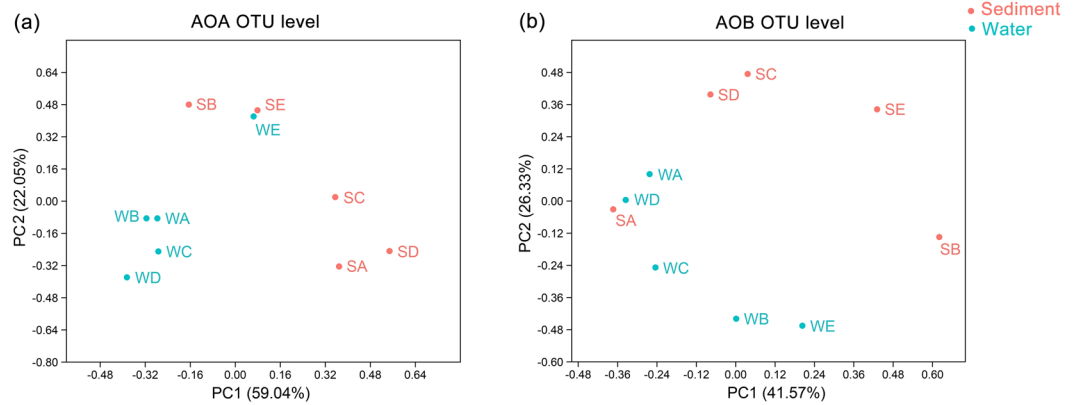 (a)
AOA OTU level
PC2 (22.05%)
0.64
0.48
0.32
0.16
0.00
-0.16
-0.32
-0.48
-0.64
-0.80
SB
SE
WE
SC
WB
WA
WC
SD
SA
WD
-0.48 -0.32 -0.16 0.00 0.16 0.32 0.48 0.64
PC1 (59.04%)
(b)
AOB OTU level
PC2 (26.33%)
0.48
0.36
0.24
0.12
0.00
-0.12
-0.24
-0.36
-0.48
-0.60
SC
SD
SE
WA
WD
SA
SB
WC
WB
WE
-0.48 -0.36 -0.24 -0.12 0.00 0.12 0.24 0.36 0.48 0.60
PC1 (41.57%)
Sediment
Water